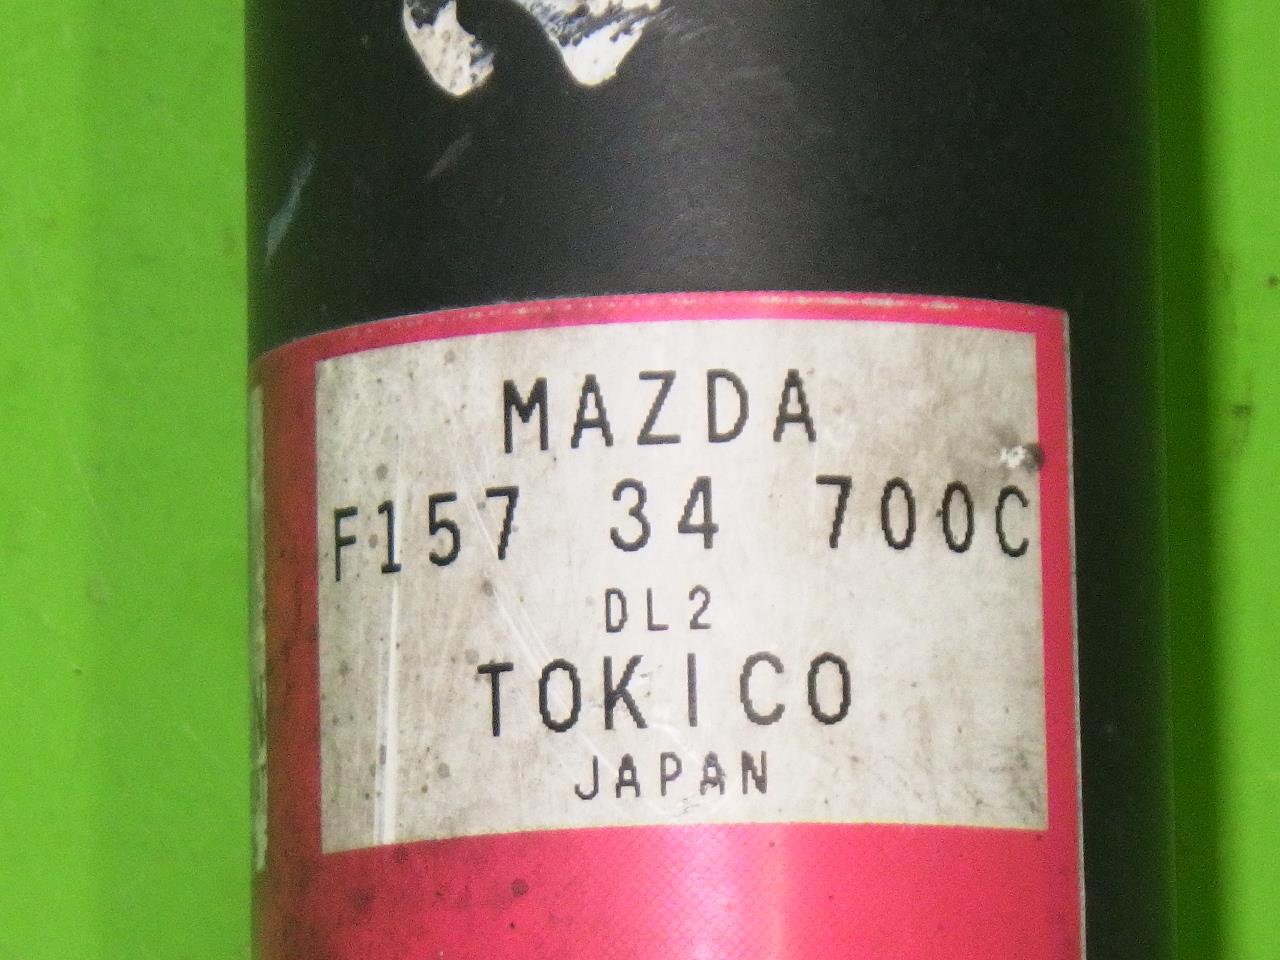 MAZDA
F157 34 700C
DL2
TOKICO
JAPAN